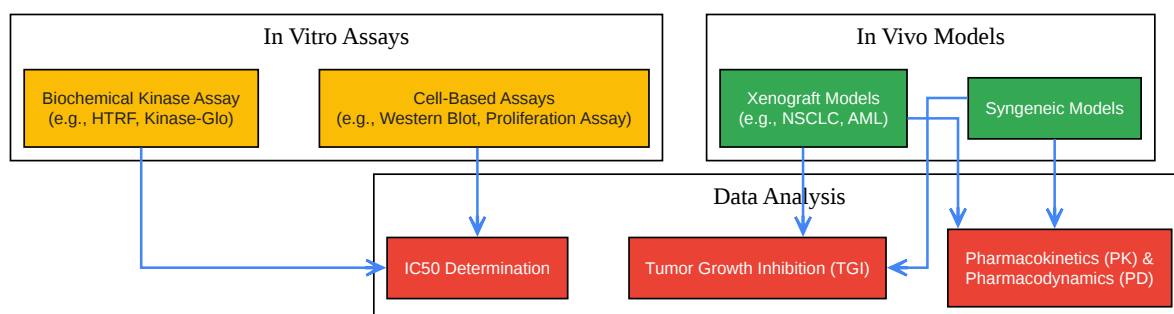 In Vitro Assays
Biochemical Kinase Assay
(e.g., HTRF, Kinase-Glo)
Cell-Based Assays
(e.g., Western Blot, Proliferation Assay)
In Vivo Models
Xenograft Models
(e.g., NSCLC, AML)
Syngeneic Models
Data Analysis
IC50 Determination
Tumor Growth Inhibition (TGI)
Pharmacokinetics (PK) &
Pharmacodynamics (PD)